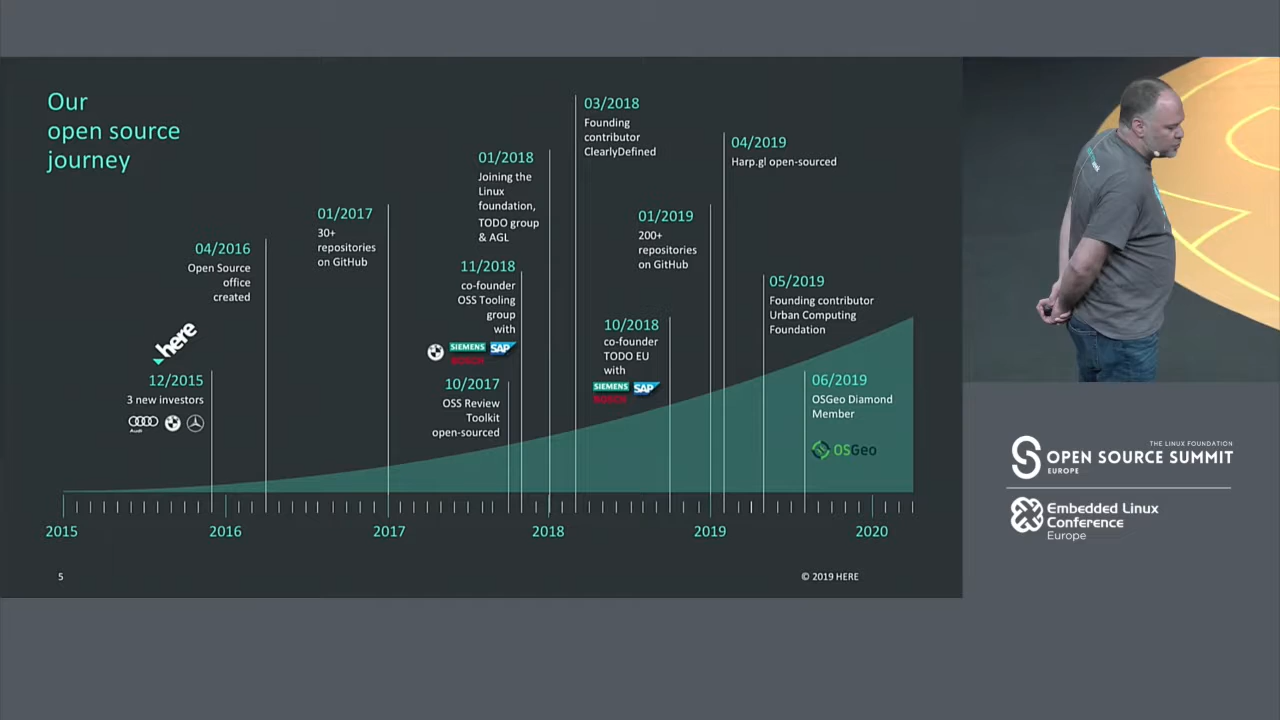 Our
open source
journey
12/2015
3 new investors
Audi
here
04/2016
Open Source
office
created
01/2017
30+
repositories
on GitHub
10/2017
OSS Review
Toolkit
open-sourced
11/2018
co-founder
OSS Tooling
group
with
SIEMENS
SAP
BOSCH
01/2018
Joining the
Linux
foundation,
TODO group
& AGL
03/2018
Founding
contributor
ClearlyDefined
10/2018
co-founder
TODO EU
with
SIEMENS
SAP
BOSCH
01/2019
200+
repositories
on GitHub
04/2019
Harp.gl open-sourced
05/2019
Founding contributor
Urban Computing
Foundation
06/2019
OSGeo Diamond
Member
OSGeo
2015
2016
2017
2018
2019
2020
5
© 2019 HERE
THE LINUX FOUNDATION
OPEN SOURCE SUMMIT
EUROPE
Embedded Linux
Conference
Europe